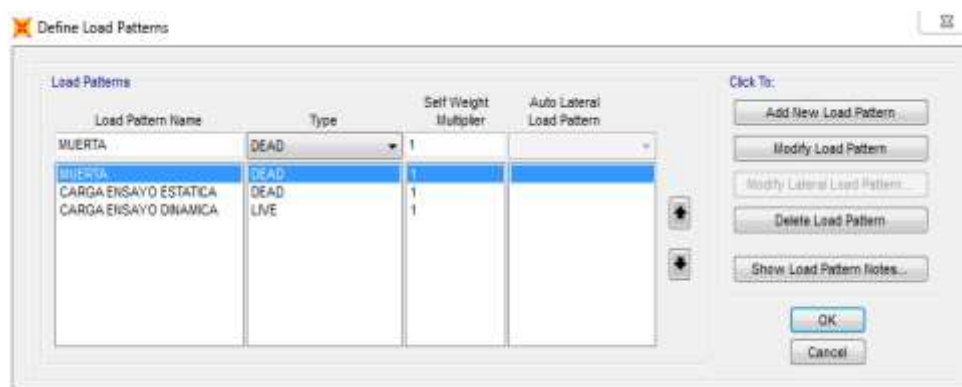 Define Load Patterns
Load Patterns
Click To:
Load Pattern Name
Type
Self Weight Multiplier
Auto Lateral Load Pattern
MUERTA
DEAD
1
MUERTA DEAD 1
CARGA ENSAYO ESTATICA DEAD 1
CARGA ENSAYO DINAMICA LIVE 1
Add New Load Pattern
Modify Load Pattern
Modify Lateral Load Pattern...
Delete Load Pattern
Show Load Pattern Notes...
OK
Cancel